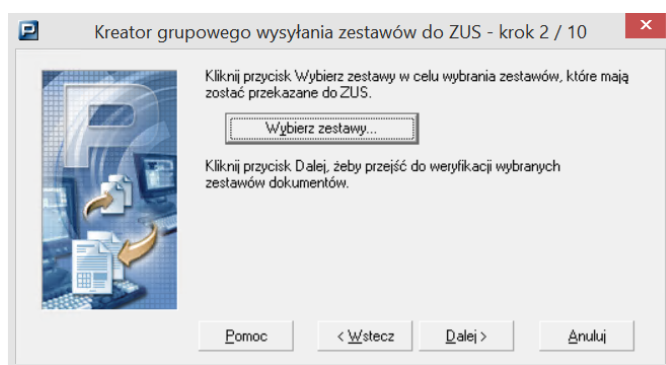 Kreator grupowego wysyłania zestawów do ZUS - krok 2 / 10
Kliknij przycisk Wybierz zestawy w celu wybrania zestawów, które mają
zostać przekazane do ZUS.
Wybierz zestawy...
Kliknij przycisk Dalej, żeby przejść do weryfikacji wybranych
zestawów dokumentów.
Pomoc
< Wstecz
Dalej >
Anuluj